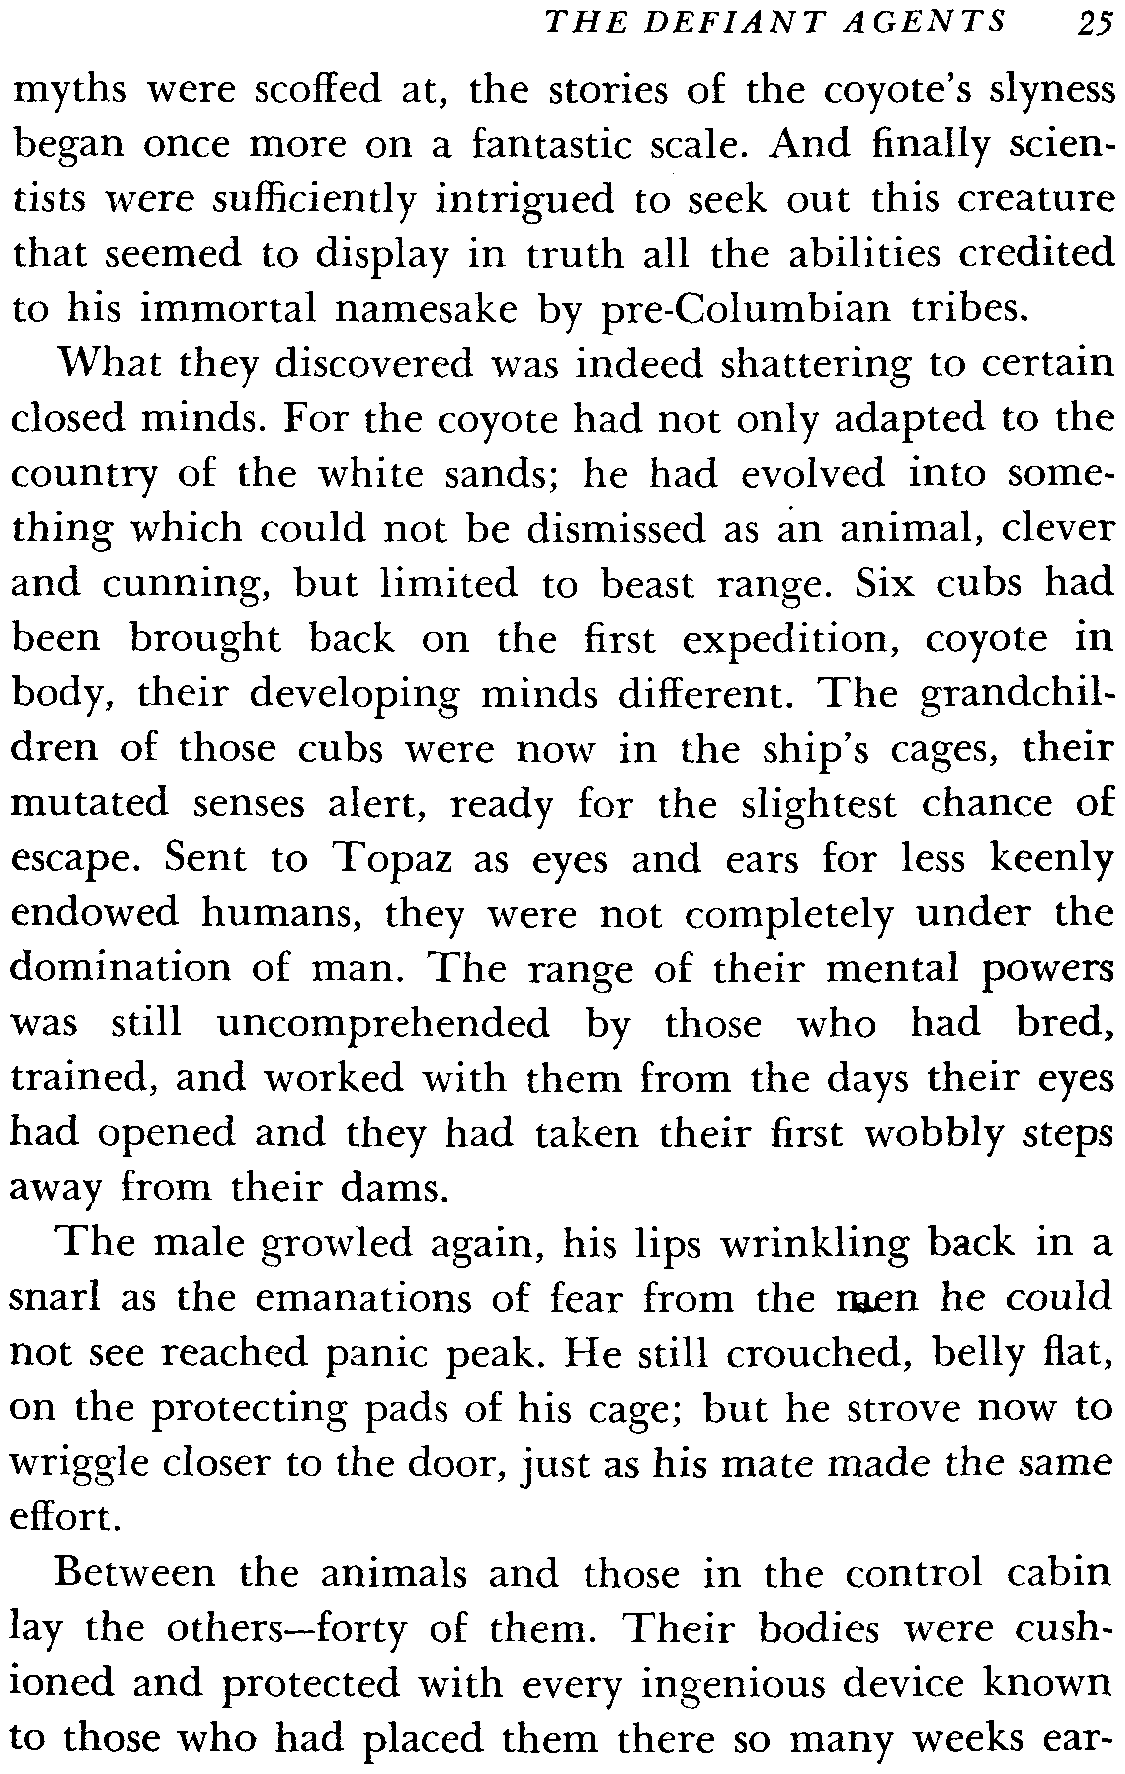 THE DEFIANT AGENTS 25
myths were scoffed at, the stories of the coyote's slyness
began once more on a fantastic scale. And finally scien-
tists were sufficiently intrigued to seek out this creature
that seemed to display in truth all the abilities credited
to his immortal namesake by pre-Columbian tribes.
What they discovered was indeed shattering to certain
closed minds. For the coyote had not only adapted to the
country of the white sands; he had evolved into some-
thing which could not be dismissed as an animal, clever
and cunning, but limited to beast range. Six cubs had
been brought back on the first expedition, coyote in
body, their developing minds different. The grandchil-
dren of those cubs were now in the ship's cages, their
mutated senses alert, ready for the slightest chance of
escape. Sent to Topaz as eyes and ears for less keenly
endowed humans, they were not completely under the
domination of man. The range of their mental powers
was still uncomprehended by those who had bred,
trained, and worked with them from the days their eyes
had opened and they had taken their first wobbly steps
away from their dams.
The male growled again, his lips wrinkling back in a
snarl as the emanations of fear from the men he could
not see reached panic peak. He still crouched, belly flat,
on the protecting pads of his cage; but he strove now to
wriggle closer to the door, just as his mate made the same
effort.
Between the animals and those in the control cabin
lay the others—forty of them. Their bodies were cush-
ioned and protected with every ingenious device known
to those who had placed them there so many weeks ear-